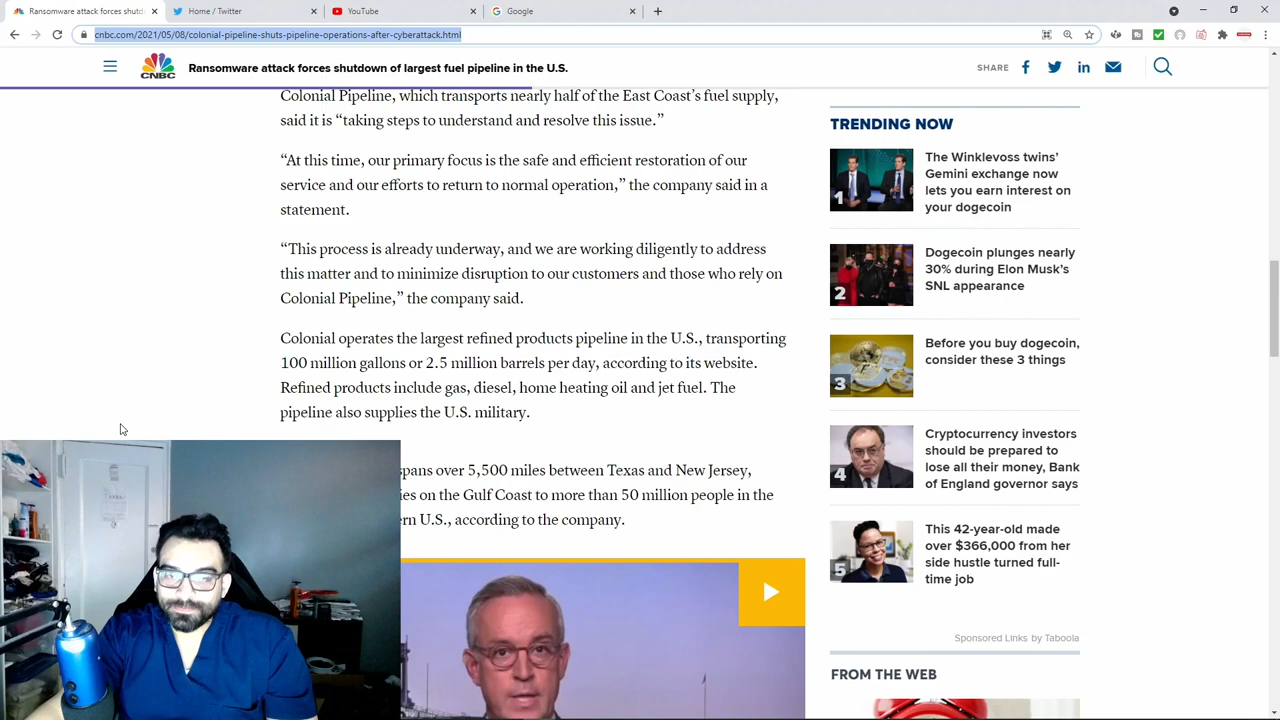 Ransomware attack forces shutd
Home / Twitter
YouTube
Google
cnbc.com/2021/05/08/colonial-pipeline-shuts-pipeline-operations-after-cyberattack.html
CNBC
Ransomware attack forces shutdown of largest fuel pipeline in the U.S.
SHARE
Colonial Pipeline, which transports nearly half of the East Coast’s fuel supply,
said it is “taking steps to understand and resolve this issue.”
“At this time, our primary focus is the safe and efficient restoration of our
service and our efforts to return to normal operation,” the company said in a
statement.
“This process is already underway, and we are working diligently to address
this matter and to minimize disruption to our customers and those who rely on
Colonial Pipeline,” the company said.
Colonial operates the largest refined products pipeline in the U.S., transporting
100 million gallons or 2.5 million barrels per day, according to its website.
Refined products include gas, diesel, home heating oil and jet fuel. The
pipeline also supplies the U.S. military.
spans over 5,500 miles between Texas and New Jersey,
ies on the Gulf Coast to more than 50 million people in the
ern U.S., according to the company.
TRENDING NOW
1
The Winklevoss twins’
Gemini exchange now
lets you earn interest on
your dogecoin
2
Dogecoin plunges nearly
30% during Elon Musk’s
SNL appearance
3
Before you buy dogecoin,
consider these 3 things
4
Cryptocurrency investors
should be prepared to
lose all their money, Bank
of England governor says
5
This 42-year-old made
over $366,000 from her
side hustle turned full-
time job
Sponsored Links by Taboola
FROM THE WEB